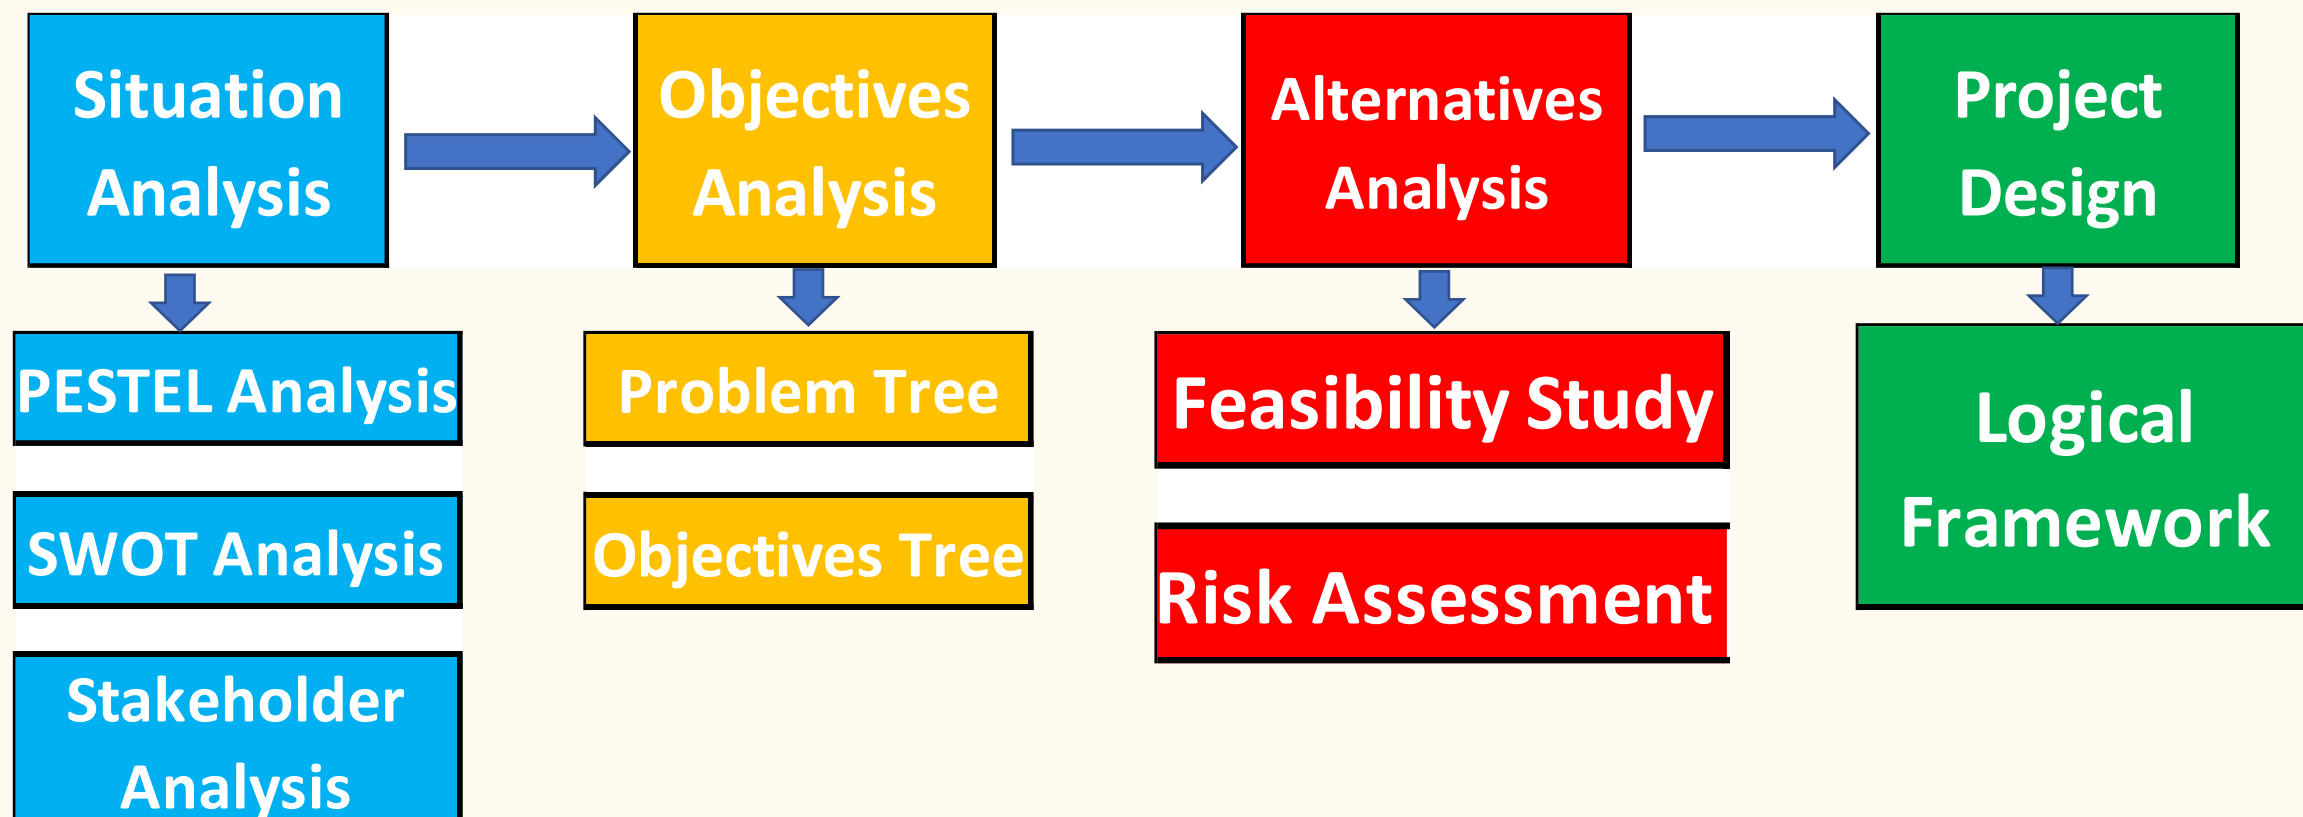 Situation
Analysis
Objectives
Analysis
Alternatives
Analysis
Project
Design
PESTEL Analysis
SWOT Analysis
Stakeholder
Analysis
Problem Tree
Objectives Tree
Feasibility Study
Risk Assessment
Logical
Framework